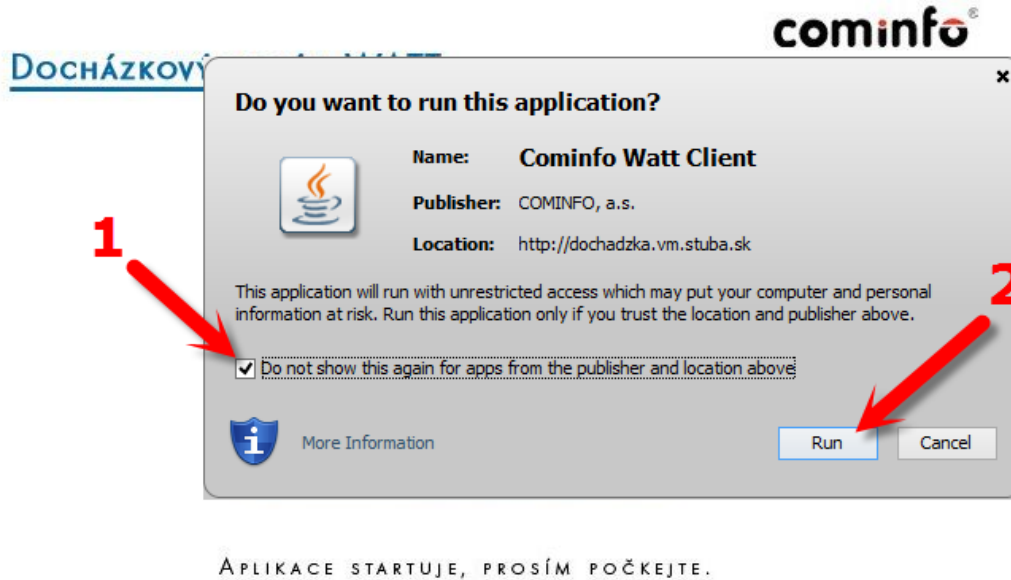 cominfo®
DOCHÁZKOVÝ
Do you want to run this application?
Name: Cominfo Watt Client
Publisher: COMINFO, a.s.
1
Location: http://dochadzka.vm.stuba.sk
2
This application will run with unrestricted access which may put your computer and personal
information at risk. Run this application only if you trust the location and publisher above.
Do not show this again for apps from the publisher and location above
More Information
Run
Cancel
APLIKACE STARTUJE, PROSÍM POČKEJTE.